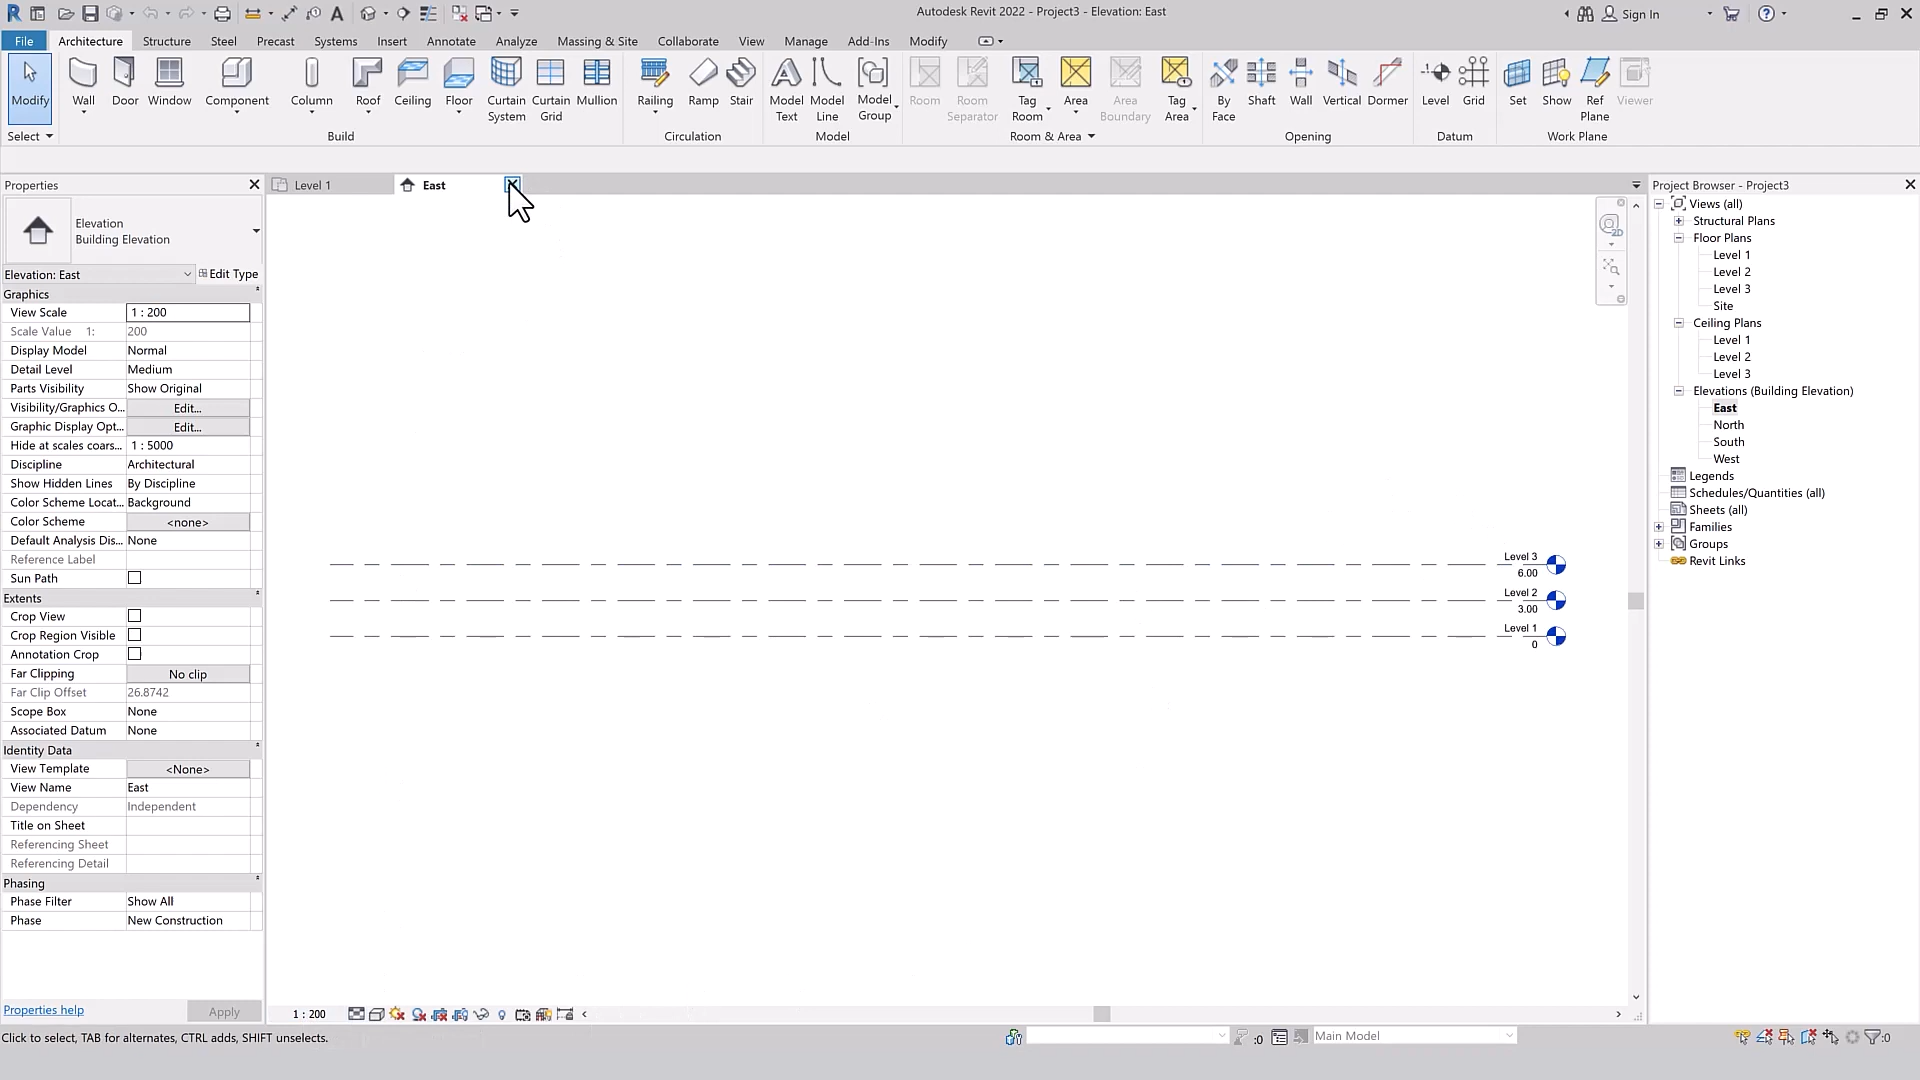 Autodesk Revit 2022 - Project3 - Elevation: East
Sign In
File
Architecture
Structure
Steel
Precast
Systems
Insert
Annotate
Analyze
Massing & Site
Collaborate
View
Manage
Add-Ins
Modify
Modify
Wall
Door
Window
Component
Column
Roof
Ceiling
Floor
Curtain
System
Curtain
Grid
Mullion
Railing
Ramp
Stair
Model
Text
Model
Line
Model
Group
Room
Room
Separator
Tag
Room
Area
Area
Boundary
Tag
Area
By
Face
Shaft
Wall
Vertical
Dormer
Level
Grid
Set
Show
Ref
Plane
Viewer
Select
Build
Circulation
Model
Room & Area
Opening
Datum
Work Plane
Properties
Level 1
East
Project Browser - Project3
Elevation
Building Elevation
Elevation: East
Edit Type
Graphics
View Scale 1 : 200
Scale Value 1: 200
Display Model Normal
Detail Level Medium
Parts Visibility Show Original
Visibility/Graphics O... Edit...
Graphic Display Opt... Edit...
Hide at scales coars... 1 : 5000
Discipline Architectural
Show Hidden Lines By Discipline
Color Scheme Locat... Background
Color Scheme <none>
Default Analysis Dis... None
Reference Label
Sun Path
Extents
Crop View
Crop Region Visible
Annotation Crop
Far Clipping No clip
Far Clip Offset 26.8742
Scope Box None
Associated Datum None
Identity Data
View Template <None>
View Name East
Dependency Independent
Title on Sheet
Referencing Sheet
Referencing Detail
Phasing
Phase Filter Show All
Phase New Construction
Properties help
Apply
2D
Level 3
6.00
Level 2
3.00
Level 1
0
Views (all)
Structural Plans
Floor Plans
Level 1
Level 2
Level 3
Site
Ceiling Plans
Level 1
Level 2
Level 3
Elevations (Building Elevation)
East
North
South
West
Legends
Schedules/Quantities (all)
Sheets (all)
Families
Groups
Revit Links
1 : 200
Click to select, TAB for alternates, CTRL adds, SHIFT unselects.
:0
Main Model
:0